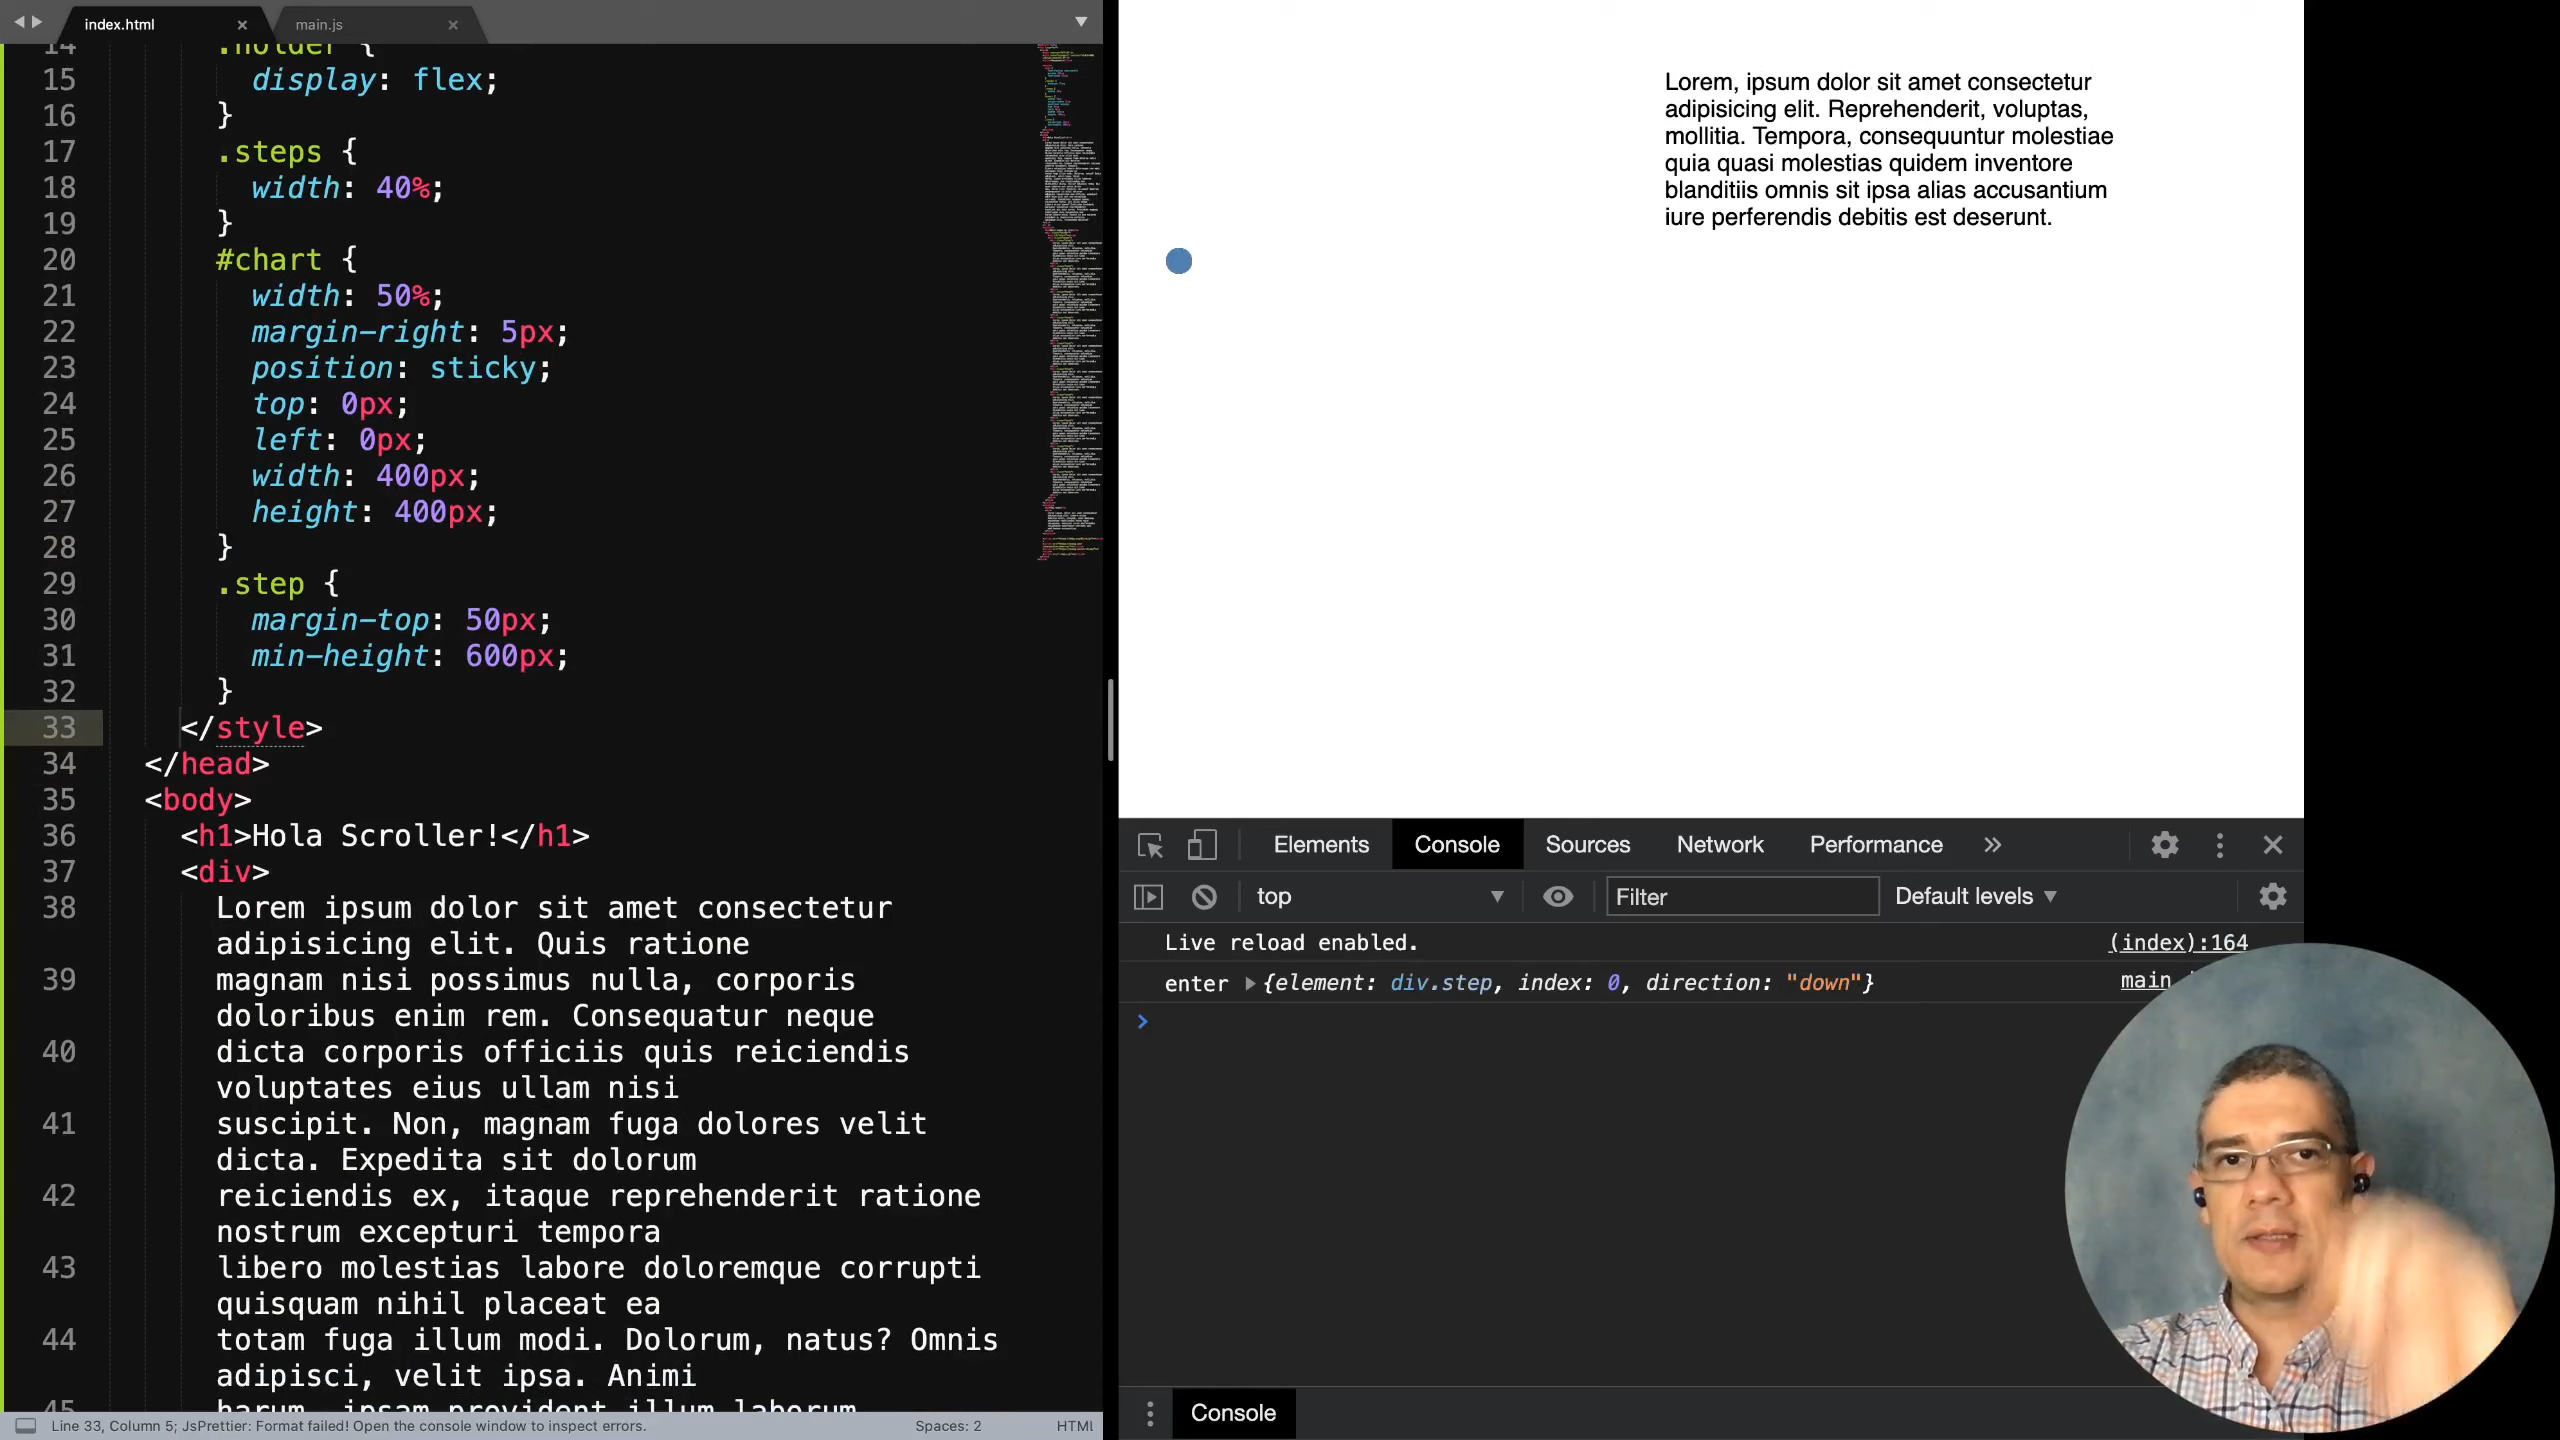 index.html
main.js
14 .holder {
15 display: flex;
16 }
17 .steps {
18 width: 40%;
19 }
20 #chart {
21 width: 50%;
22 margin-right: 5px;
23 position: sticky;
24 top: 0px;
25 left: 0px;
26 width: 400px;
27 height: 400px;
28 }
29 .step {
30 margin-top: 50px;
31 min-height: 600px;
32 }
33 </style>
34 </head>
35 <body>
36 <h1>Hola Scroller!</h1>
37 <div>
38 Lorem ipsum dolor sit amet consectetur
adipisicing elit. Quis ratione
39 magnam nisi possimus nulla, corporis
doloribus enim rem. Consequatur neque
40 dicta corporis officiis quis reiciendis
voluptates eius ullam nisi
41 suscipit. Non, magnam fuga dolores velit
dicta. Expedita sit dolorum
42 reiciendis ex, itaque reprehenderit ratione
nostrum excepturi tempora
43 libero molestias labore doloremque corrupti
quisquam nihil placeat ea
44 totam fuga illum modi. Dolorum, natus? Omnis
adipisci, velit ipsa. Animi
45 harum, ipsam provident illum laborum
Line 33, Column 5; JsPrettier: Format failed! Open the console window to inspect errors.
Spaces: 2
HTML
Lorem, ipsum dolor sit amet consectetur
adipisicing elit. Reprehenderit, voluptas,
mollitia. Tempora, consequuntur molestiae
quia quasi molestias quidem inventore
blanditiis omnis sit ipsa alias accusantium
iure perferendis debitis est deserunt.
Elements Console Sources Network Performance »
top Filter Default levels
Live reload enabled. (index):164
enter {element: div.step, index: 0, direction: "down"} main
Console